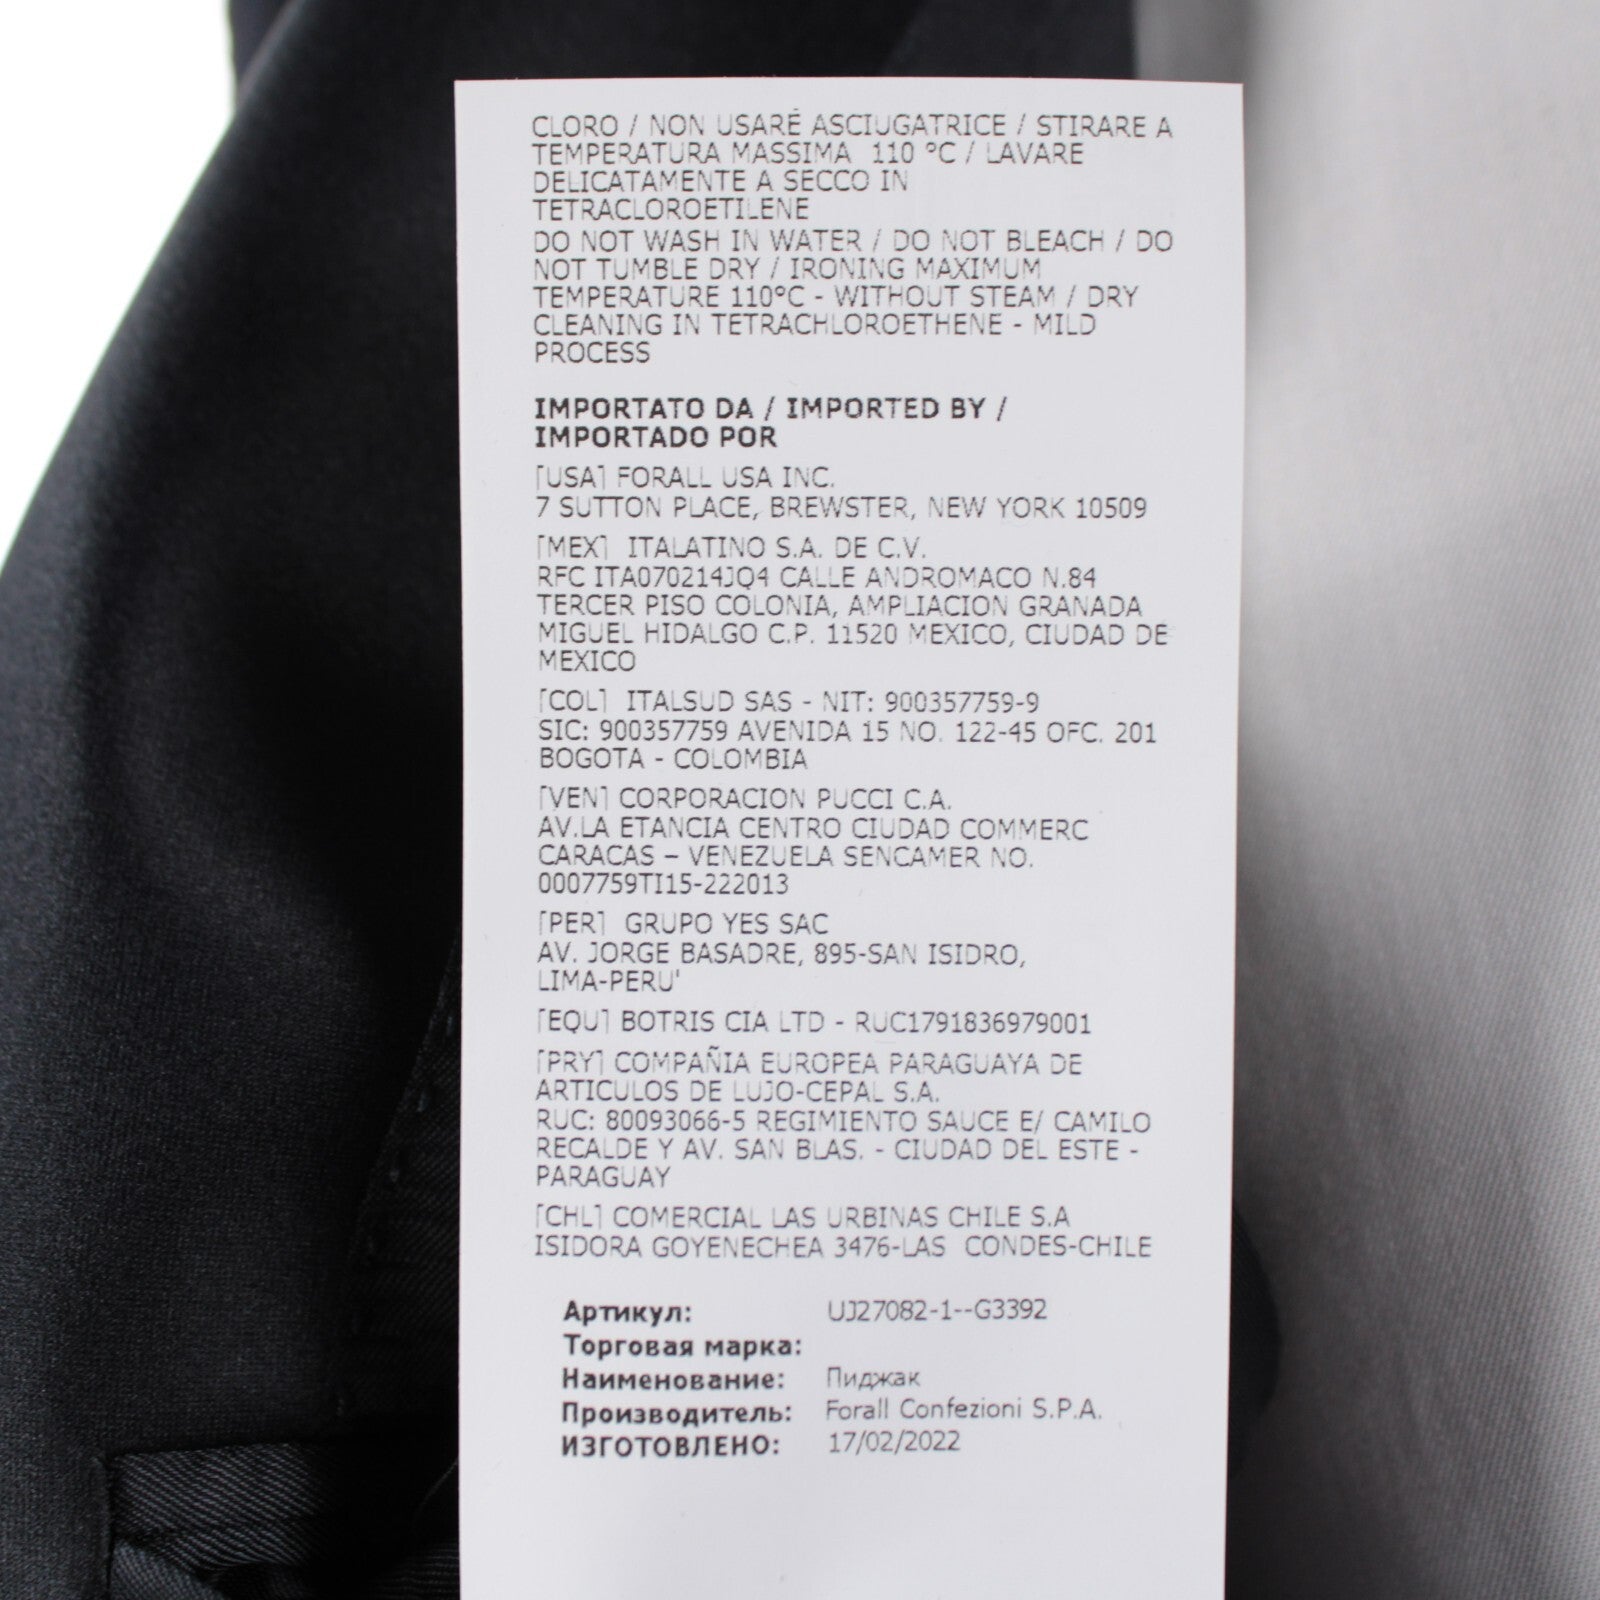 CLORO / NON USARE ASCIUGATRICE / STIRARE A
TEMPERATURA MASSIMA 110 °C / LAVARE
DELICATAMENTE A SECCO IN
TETRACLOROETILENE
DO NOT WASH IN WATER / DO NOT BLEACH / DO
NOT TUMBLE DRY / IRONING MAXIMUM
TEMPERATURE 110°C - WITHOUT STEAM / DRY
CLEANING IN TETRACHLOROETHENE - MILD
PROCESS
IMPORTATO DA / IMPORTED BY /
IMPORTADO POR
[USA] FORALL USA INC.
7 SUTTON PLACE, BREWSTER, NEW YORK 10509
[MEX] ITALATINO S.A. DE C.V.
RFC ITA070214JQ4 CALLE ANDROMACO N.84
TERCER PISO COLONIA, AMPLIACION GRANADA
MIGUEL HIDALGO C.P. 11520 MEXICO, CIUDAD DE
MEXICO
[COL] ITALSUD SAS - NIT: 900357759-9
SIC: 900357759 AVENIDA 15 NO. 122-45 OFC. 201
BOGOTA - COLOMBIA
[VEN] CORPORACION PUCCI C.A.
AV.LA ETANCIA CENTRO CIUDAD COMMERC
CARACAS – VENEZUELA SENCAMER NO.
0007759TI15-222013
[PER] GRUPO YES SAC
AV. JORGE BASADRE, 895-SAN ISIDRO,
LIMA-PERU'
[EQU] BOTRIS CIA LTD - RUC1791836979001
[PRY] COMPAÑIA EUROPEA PARAGUAYA DE
ARTICULOS DE LUJO-CEPAL S.A.
RUC: 80093066-5 REGIMIENTO SAUCE E/ CAMILO
RECALDE Y AV. SAN BLAS. - CIUDAD DEL ESTE -
PARAGUAY
[CHL] COMERCIAL LAS URBINAS CHILE S.A
ISIDORA GOYENECHEA 3476-LAS CONDES-CHILE
Артикул: UJ27082-1--G3392
Торговая марка:
Наименование: Пиджак
Производитель: Forall Confezioni S.P.A.
ИЗГОТОВЛЕНО: 17/02/2022